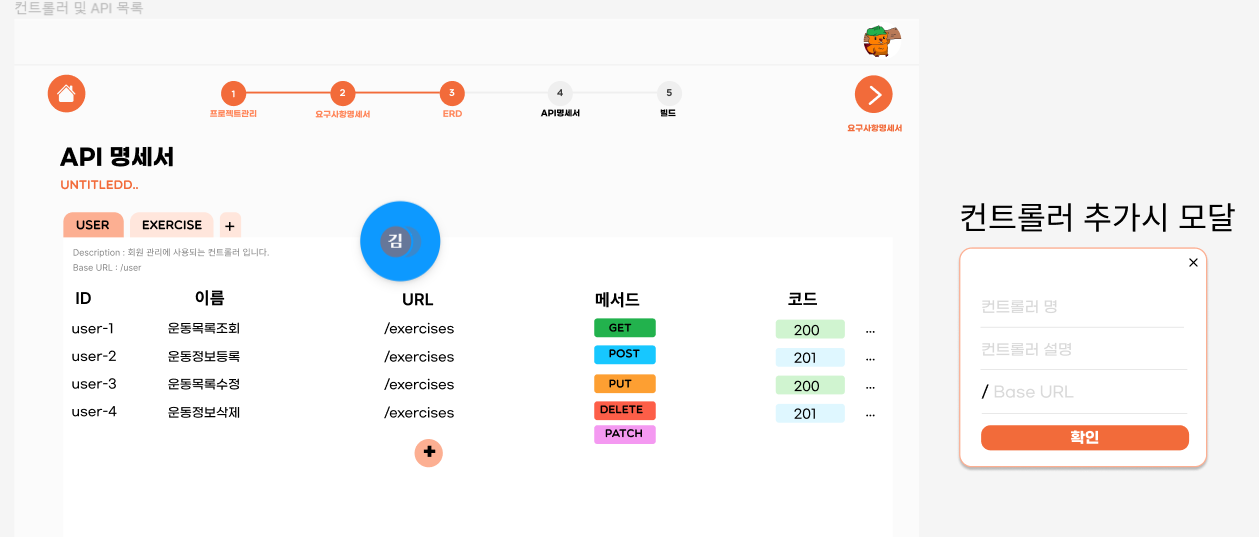 컨트롤러 및 API 목록
1 2 3 4 5
프로젝트관리 요구사항명세서 ERD API명세서 빌드
요구사항명세서
API 명세서
UNTITLEDD..
USER EXERCISE +
Description : 회원 관리에 사용되는 컨트롤러 입니다.
Base URL : /user
김
ID 이름 URL 메서드 코드
user-1 운동목록조회 /exercises GET 200 ...
user-2 운동정보등록 /exercises POST 201 ...
user-3 운동목록수정 /exercises PUT 200 ...
user-4 운동정보삭제 /exercises DELETE 201 ...
PATCH
+
컨트롤러 추가시 모달
×
컨트롤러 명
컨트롤러 설명
/ Base URL
확인